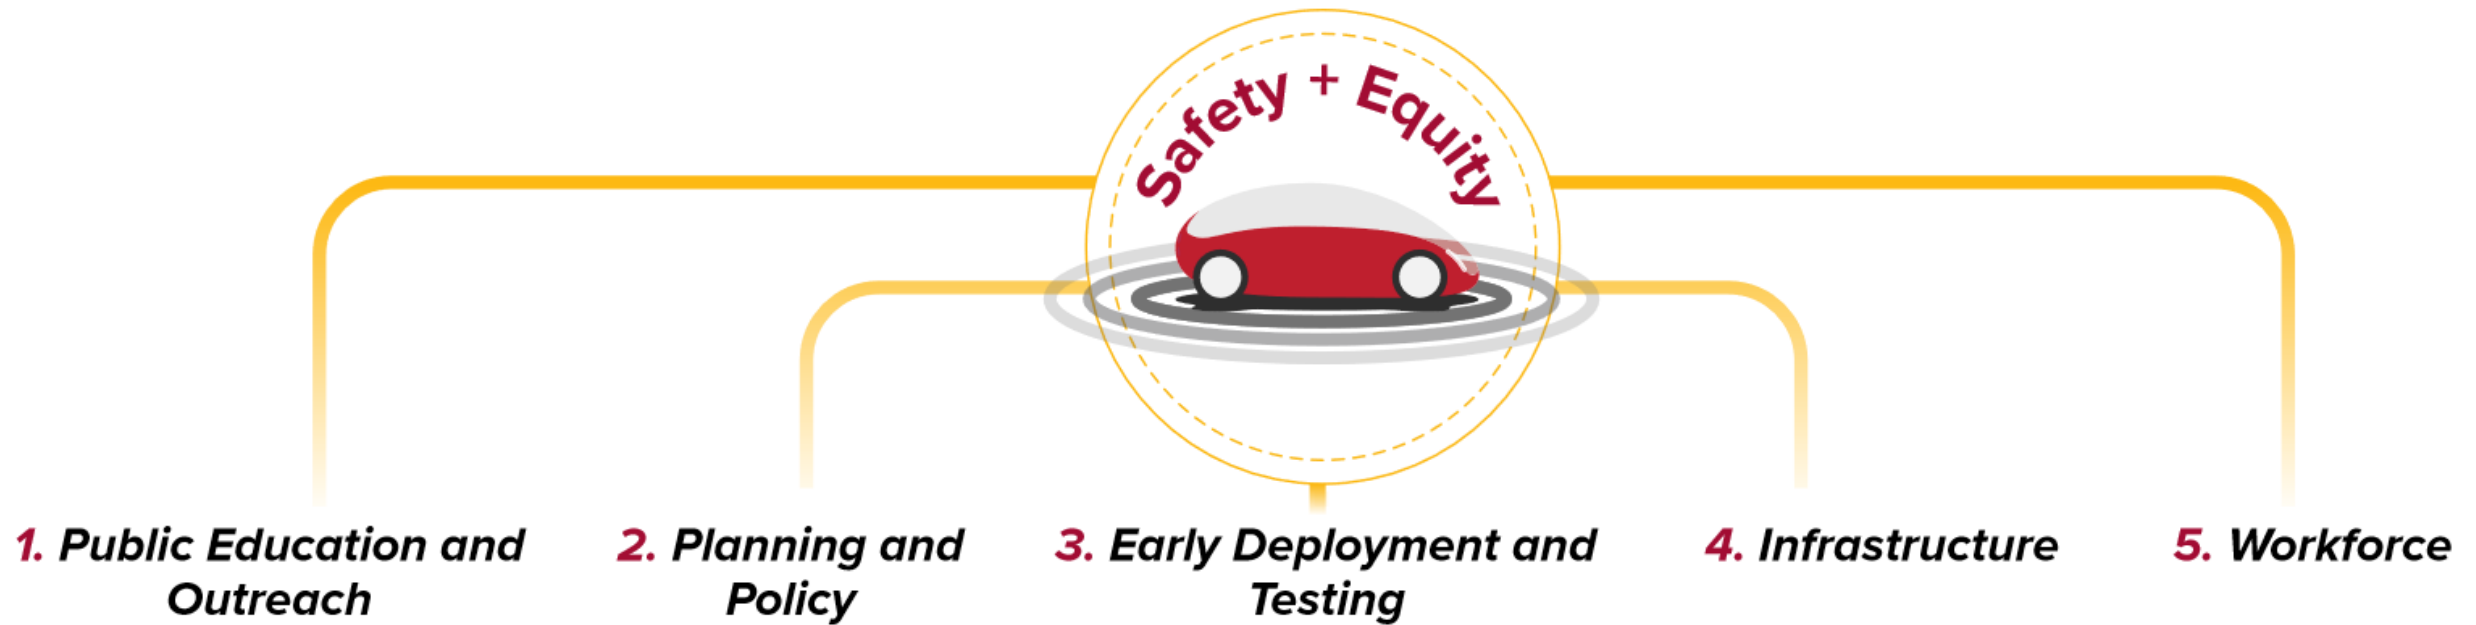 Safety + Equity
1. Public Education and
Outreach
2. Planning and
Policy
3. Early Deployment and
Testing
4. Infrastructure
5. Workforce